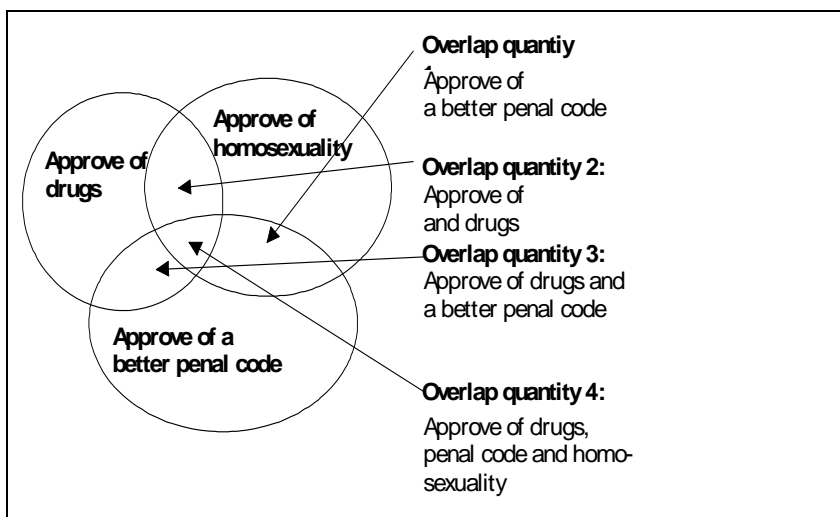 Approve of
drugs
Approve of
homosexuality
Approve of a
better penal code
Overlap quantiy
Approve of
a better penal code
Overlap quantity 2:
Approve of
and drugs
Overlap quantity 3:
Approve of drugs and
a better penal code
Overlap quantity 4:
Approve of drugs,
penal code and homo-
sexuality